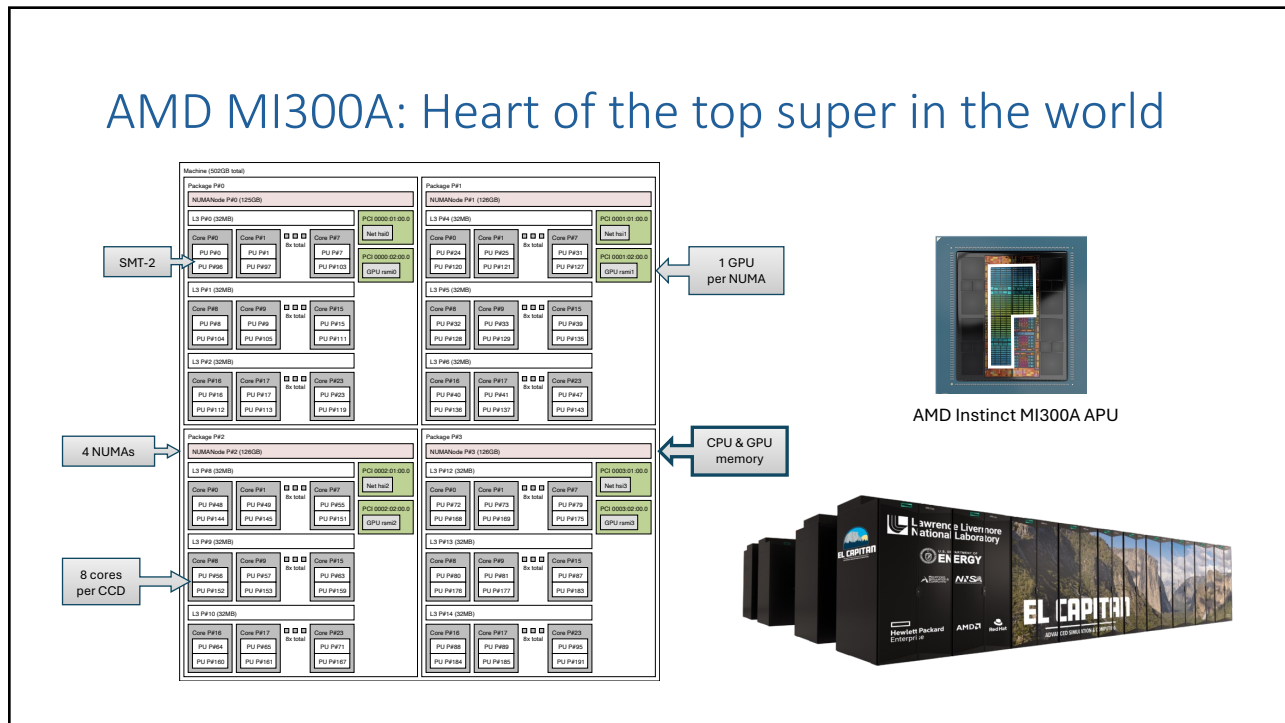 AMD MI300A: Heart of the top super in the world
Machine (502GB total)
Package P#0
NUMANode P#0 (125GB)
L3 P#0 (32MB)
Core P#0
PU P#0
PU P#96
Core P#1
PU P#1
PU P#97
8x total
Core P#7
PU P#7
PU P#103
PCI 0000:01:00.0
Net hsi0
PCI 0000:02:00.0
GPU rsmi0
L3 P#1 (32MB)
Core P#8
PU P#8
PU P#104
Core P#9
PU P#9
PU P#105
8x total
Core P#15
PU P#15
PU P#111
L3 P#2 (32MB)
Core P#16
PU P#16
PU P#112
Core P#17
PU P#17
PU P#113
8x total
Core P#23
PU P#23
PU P#119
Package P#1
NUMANode P#1 (126GB)
L3 P#4 (32MB)
Core P#0
PU P#24
PU P#120
Core P#1
PU P#25
PU P#121
8x total
Core P#7
PU P#31
PU P#127
PCI 0001:01:00.0
Net hsi1
PCI 0001:02:00.0
GPU rsmi1
L3 P#5 (32MB)
Core P#8
PU P#32
PU P#128
Core P#9
PU P#33
PU P#129
8x total
Core P#15
PU P#39
PU P#135
L3 P#6 (32MB)
Core P#16
PU P#40
PU P#136
Core P#17
PU P#41
PU P#137
8x total
Core P#23
PU P#47
PU P#143
Package P#2
NUMANode P#2 (126GB)
L3 P#8 (32MB)
Core P#0
PU P#48
PU P#144
Core P#1
PU P#49
PU P#145
8x total
Core P#7
PU P#55
PU P#151
PCI 0002:01:00.0
Net hsi2
PCI 0002:02:00.0
GPU rsmi2
L3 P#9 (32MB)
Core P#8
PU P#56
PU P#152
Core P#9
PU P#57
PU P#153
8x total
Core P#15
PU P#63
PU P#159
L3 P#10 (32MB)
Core P#16
PU P#64
PU P#160
Core P#17
PU P#65
PU P#161
8x total
Core P#23
PU P#71
PU P#167
Package P#3
NUMANode P#3 (126GB)
L3 P#12 (32MB)
Core P#0
PU P#72
PU P#168
Core P#1
PU P#73
PU P#169
8x total
Core P#7
PU P#79
PU P#175
PCI 0003:01:00.0
Net hsi3
PCI 0003:02:00.0
GPU rsmi3
L3 P#13 (32MB)
Core P#8
PU P#80
PU P#176
Core P#9
PU P#81
PU P#177
8x total
Core P#15
PU P#87
PU P#183
L3 P#14 (32MB)
Core P#16
PU P#88
PU P#184
Core P#17
PU P#89
PU P#185
8x total
Core P#23
PU P#95
PU P#191
SMT-2
4 NUMAs
8 cores
per CCD
1 GPU
per NUMA
CPU & GPU
memory
AMD Instinct MI300A APU
EL CAPITAN
Lawrence Livermore
National Laboratory
U.S. DEPARTMENT OF
ENERGY
NNSA
Hewlett Packard
Enterprise
AMD
Red Hat
EL CAPITAN
ADVANCED SIMULATION & COMPUTING